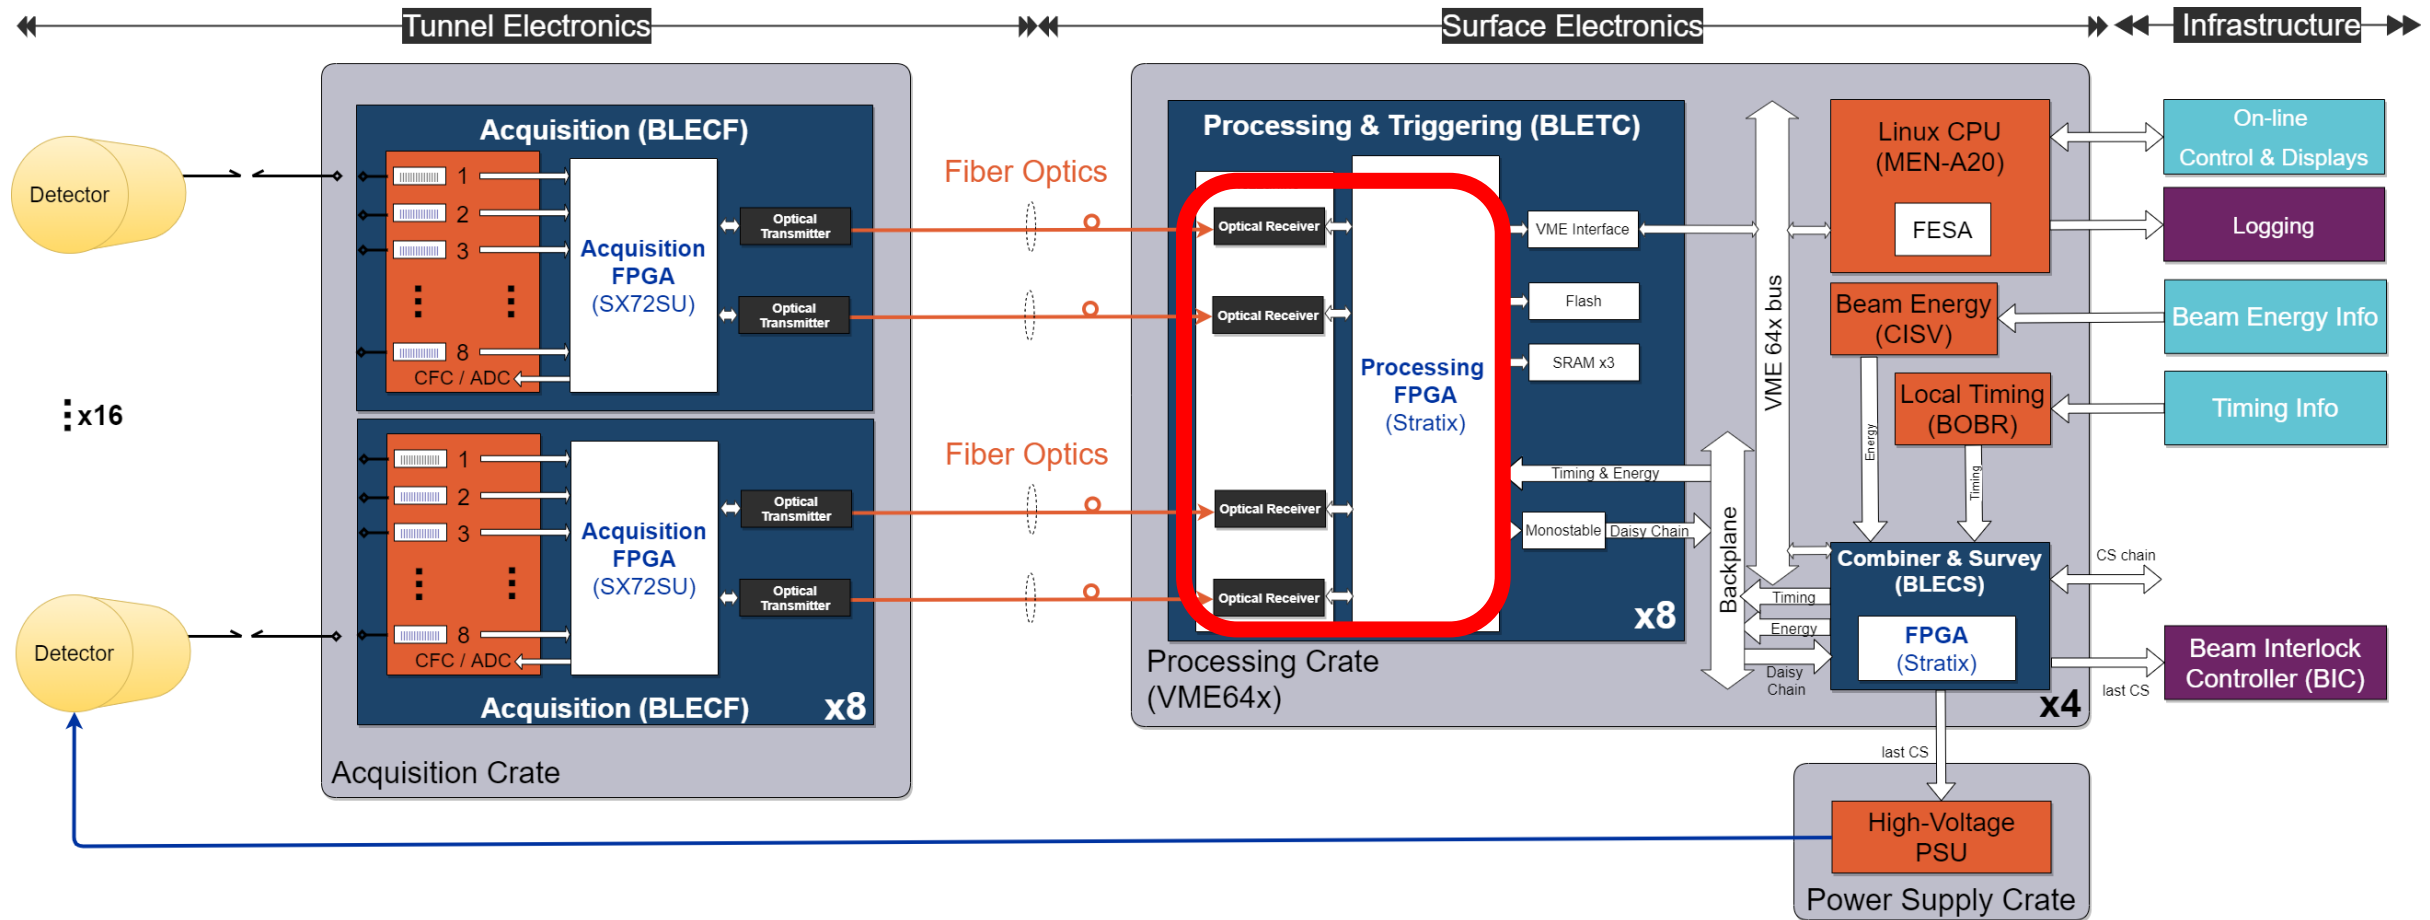 Tunnel Electronics
Surface Electronics
Infrastructure
Detector
x16
Detector
Acquisition (BLECF)
1
2
3
8
CFC / ADC
Acquisition
FPGA
(SX72SU)
Optical
Transmitter
Optical
Transmitter
1
2
3
8
CFC / ADC
Acquisition
FPGA
(SX72SU)
Optical
Transmitter
Optical
Transmitter
Acquisition (BLECF)
x8
Acquisition Crate
Fiber Optics
Fiber Optics
Processing & Triggering (BLETC)
Optical Receiver
Optical Receiver
Optical Receiver
Optical Receiver
Processing
FPGA
(Stratix)
VME Interface
Flash
SRAM x3
Timing & Energy
Monostable
Daisy Chain
x8
Processing Crate
(VME64x)
VME 64x bus
Backplane
Linux CPU
(MEN-A20)
FESA
Beam Energy
(CISV)
Local Timing
(BOBR)
Energy
Timing
Combiner & Survey
(BLECS)
FPGA
(Stratix)
Timing
Energy
Daisy
Chain
x4
CS chain
last CS
last CS
High-Voltage
PSU
Power Supply Crate
On-line
Control & Displays
Logging
Beam Energy Info
Timing Info
Beam Interlock
Controller (BIC)